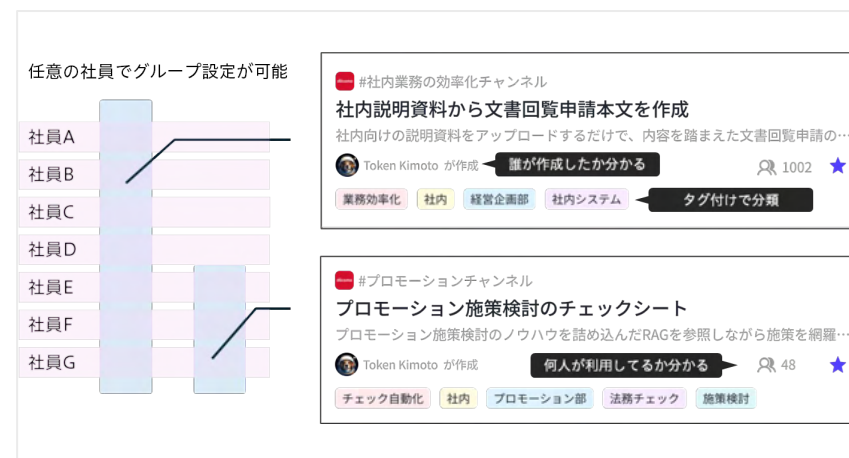 任意の社員でグループ設定が可能
社員A
社員B
社員C
社員D
社員E
社員F
社員G
#社内業務の効率化チャンネル
社内説明資料から文書回覧申請本文を作成
社内向けの説明資料をアップロードするだけで、内容を踏まえた文書回覧申請の…
Token Kimoto が作成 誰が作成したか分かる 1002
業務効率化 社内 経営企画部 社内システム タグ付けで分類
#プロモーションチャンネル
プロモーション施策検討のチェックシート
プロモーション施策検討のノウハウを詰め込んだRAGを参照しながら施策を網羅…
Token Kimoto が作成 何人が利用してるか分かる 48
チェック自動化 社内 プロモーション部 法務チェック 施策検討